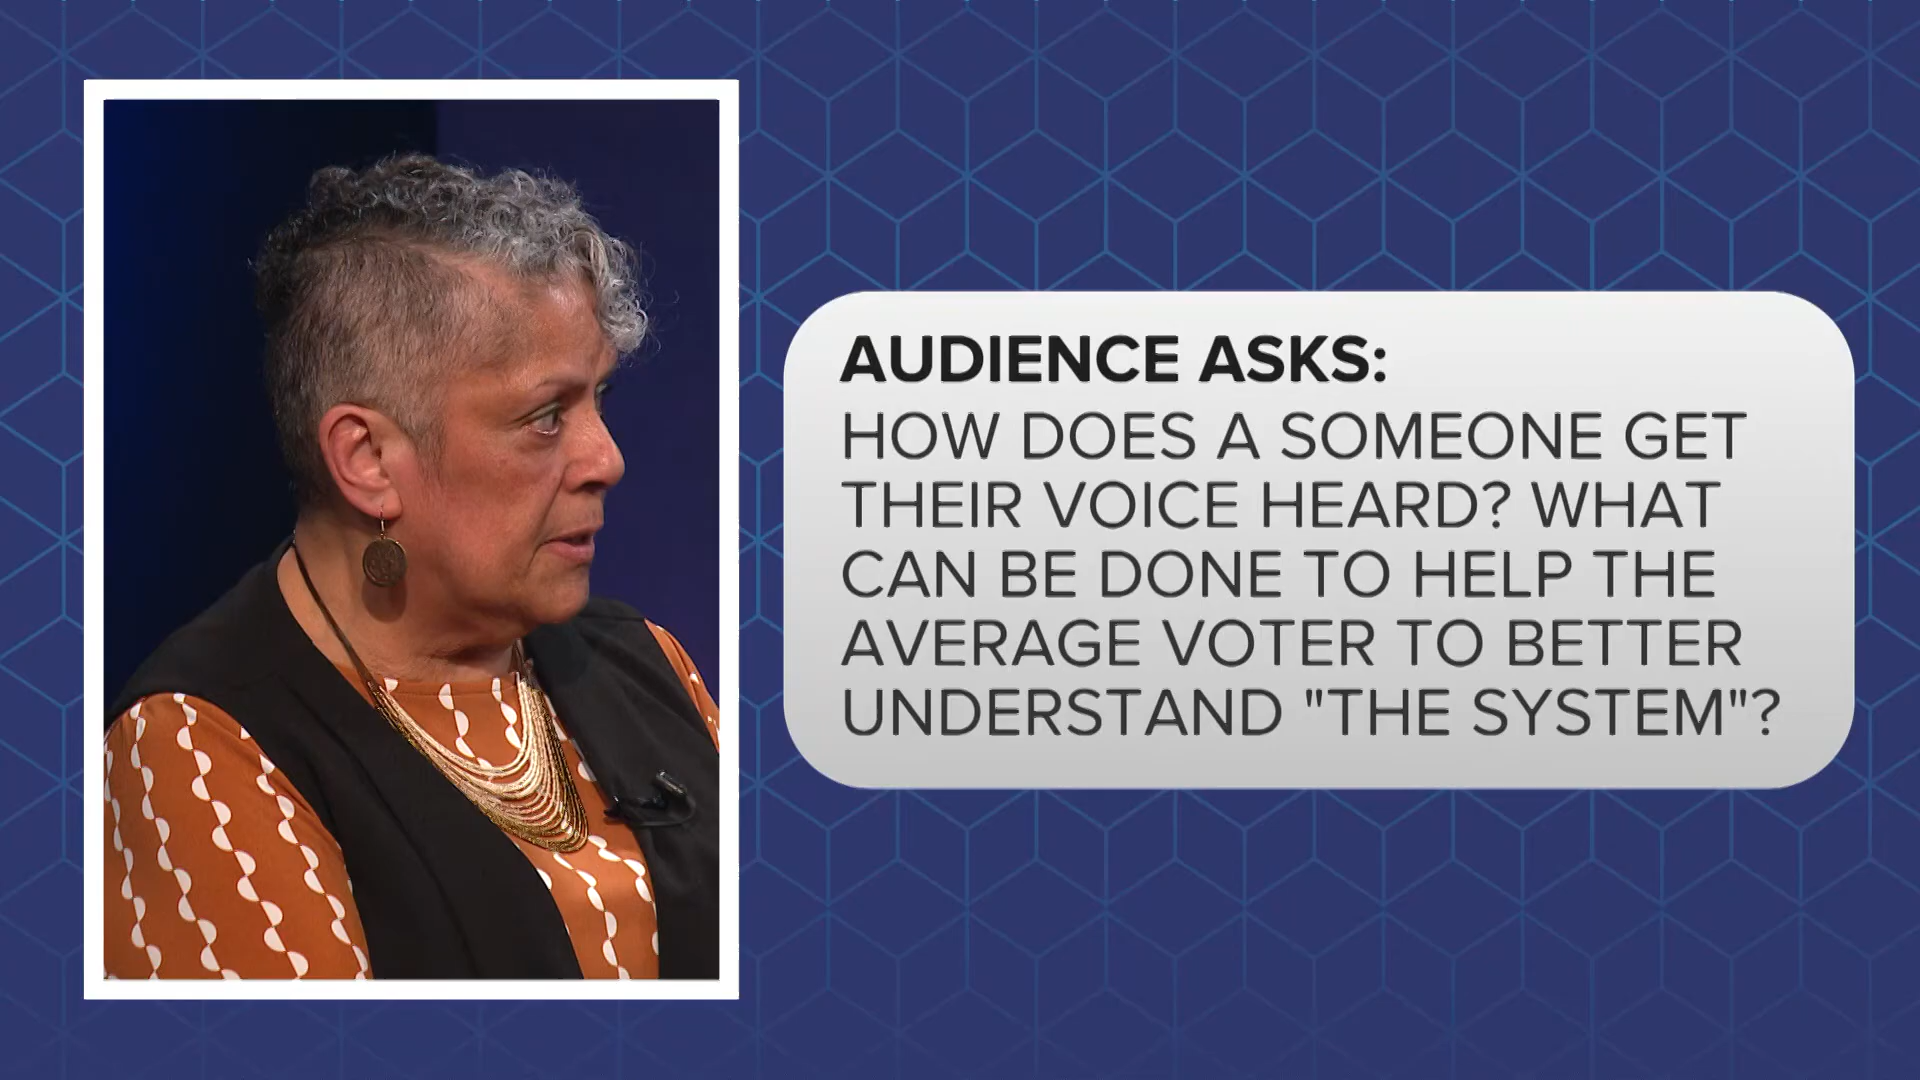 AUDIENCE ASKS:
HOW DOES A SOMEONE GET
THEIR VOICE HEARD? WHAT
CAN BE DONE TO HELP THE
AVERAGE VOTER TO BETTER
UNDERSTAND "THE SYSTEM"?